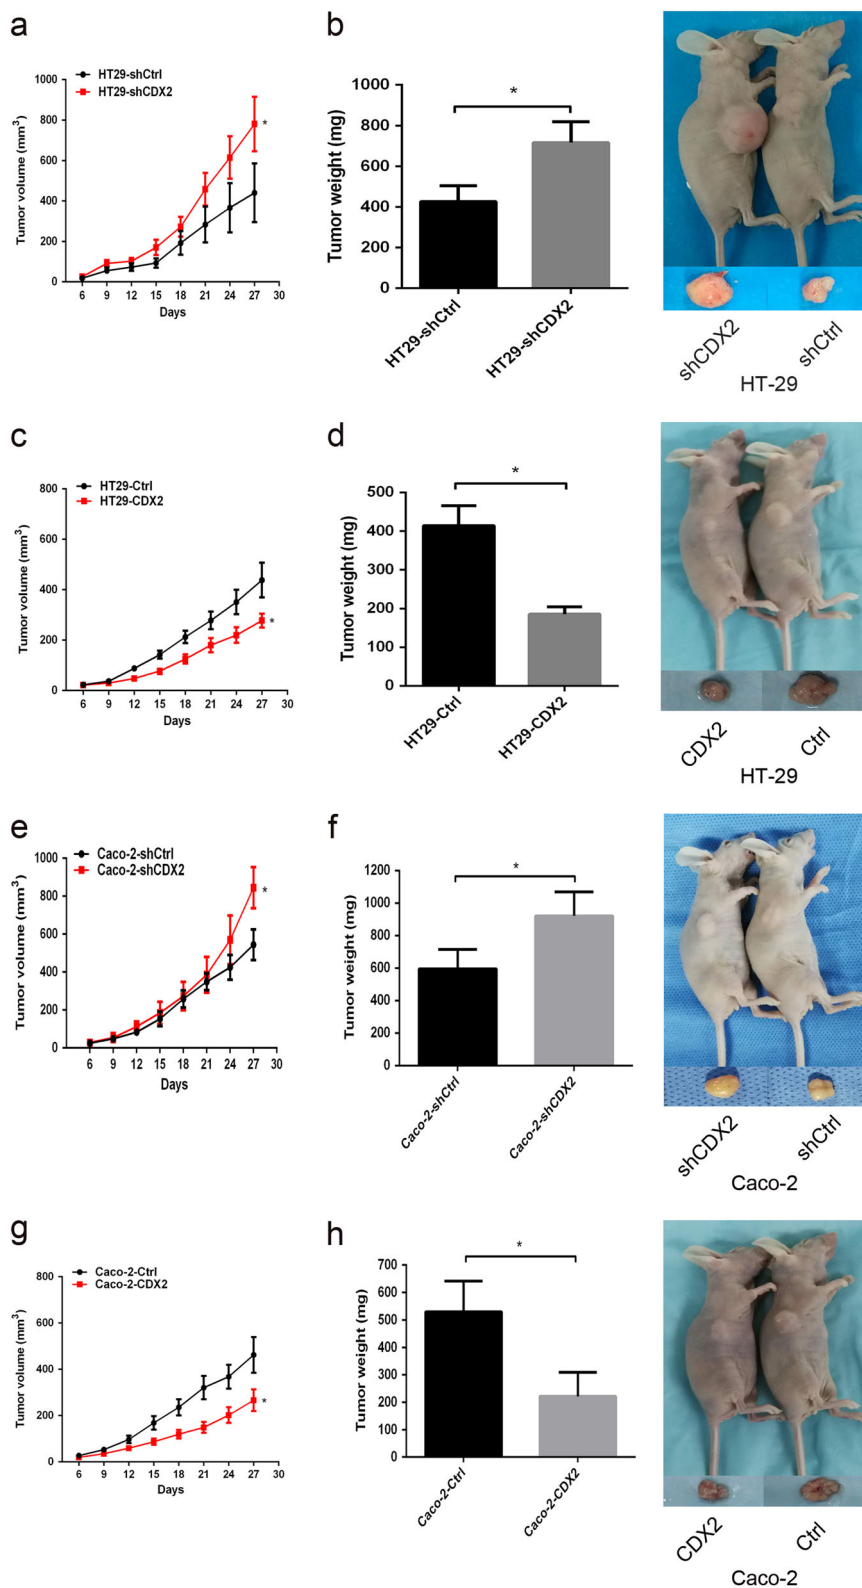 a
HT29-shCtrl
HT29-shCDX2
Tumor volume (mm³)
1000
800
600
400
200
0
6 9 12 15 18 21 24 27 30
Days
*
b
Tumor weight (mg)
1000
800
600
400
200
0
*
HT29-shCtrl
HT29-shCDX2
shCDX2
shCtrl
HT-29
c
HT29-Ctrl
HT29-CDX2
Tumor volume (mm³)
800
600
400
200
0
6 9 12 15 18 21 24 27 30
Days
*
d
Tumor weight (mg)
500
400
300
200
100
0
*
HT29-Ctrl
HT29-CDX2
CDX2
Ctrl
HT-29
e
Caco-2-shCtrl
Caco-2-shCDX2
Tumor volume (mm³)
1000
800
600
400
200
0
6 9 12 15 18 21 24 27 30
Days
*
f
Tumor weight (mg)
1200
1000
800
600
400
200
0
*
Caco-2-shCtrl
Caco-2-shCDX2
shCDX2
shCtrl
Caco-2
g
Caco-2-Ctrl
Caco-2-CDX2
Tumor volume (mm³)
800
600
400
200
0
6 9 12 15 18 21 24 27 30
Days
*
h
Tumor weight (mg)
700
600
500
400
300
200
100
0
*
Caco-2-Ctrl
Caco-2-CDX2
CDX2
Ctrl
Caco-2